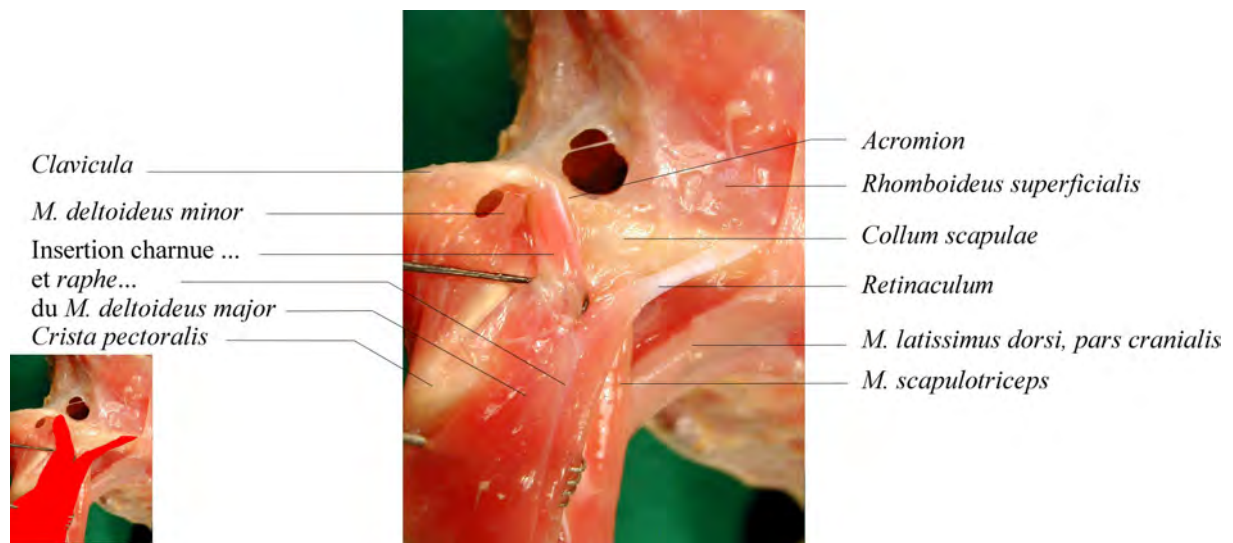 Clavicula
M. deltoideus minor
Insertion charnue ...
et raphe...
du M. deltoideus major
Crista pectoralis
Acromion
Rhomboideus superficialis
Collum scapulae
Retinaculum
M. latissimus dorsi, pars cranialis
M. scapulotriceps